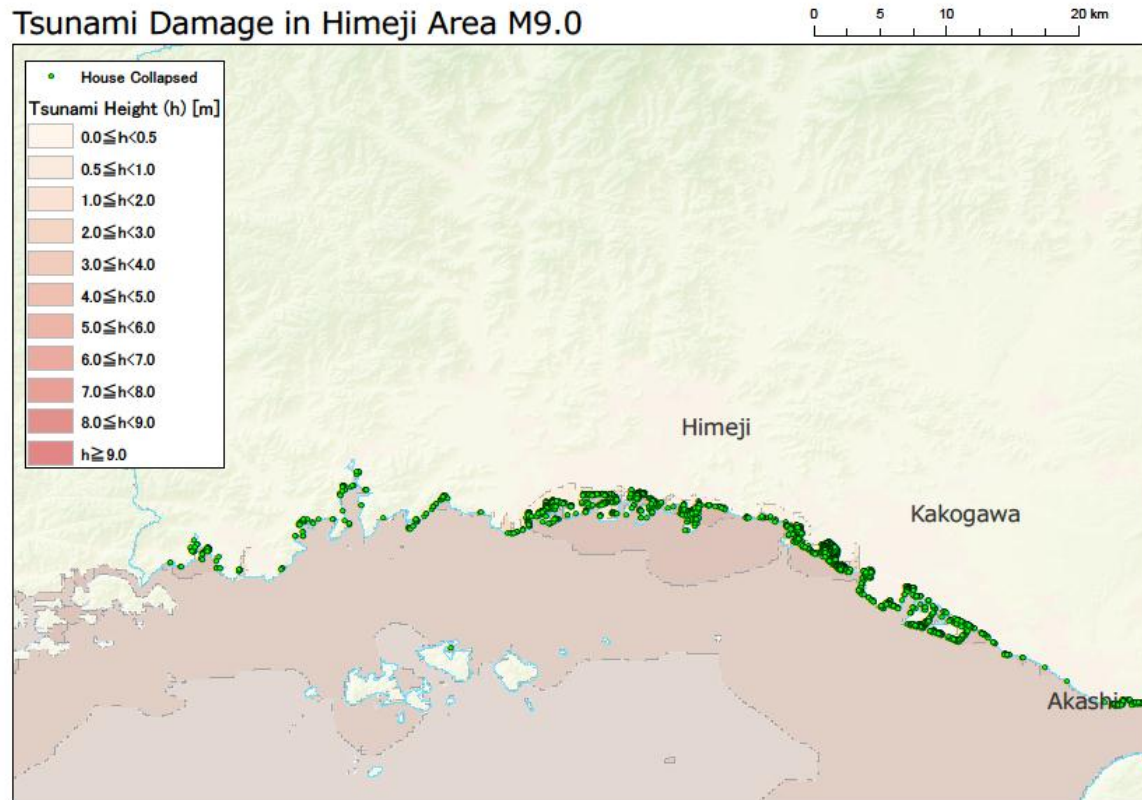 Tsunami Damage in Himeji Area M9.0
0 5 10 20 km
House Collapsed
Tsunami Height (h) [m]
0.0≦h<0.5
0.5≦h<1.0
1.0≦h<2.0
2.0≦h<3.0
3.0≦h<4.0
4.0≦h<5.0
5.0≦h<6.0
6.0≦h<7.0
7.0≦h<8.0
8.0≦h<9.0
h≧9.0
Himeji
Kakogawa
Akashi